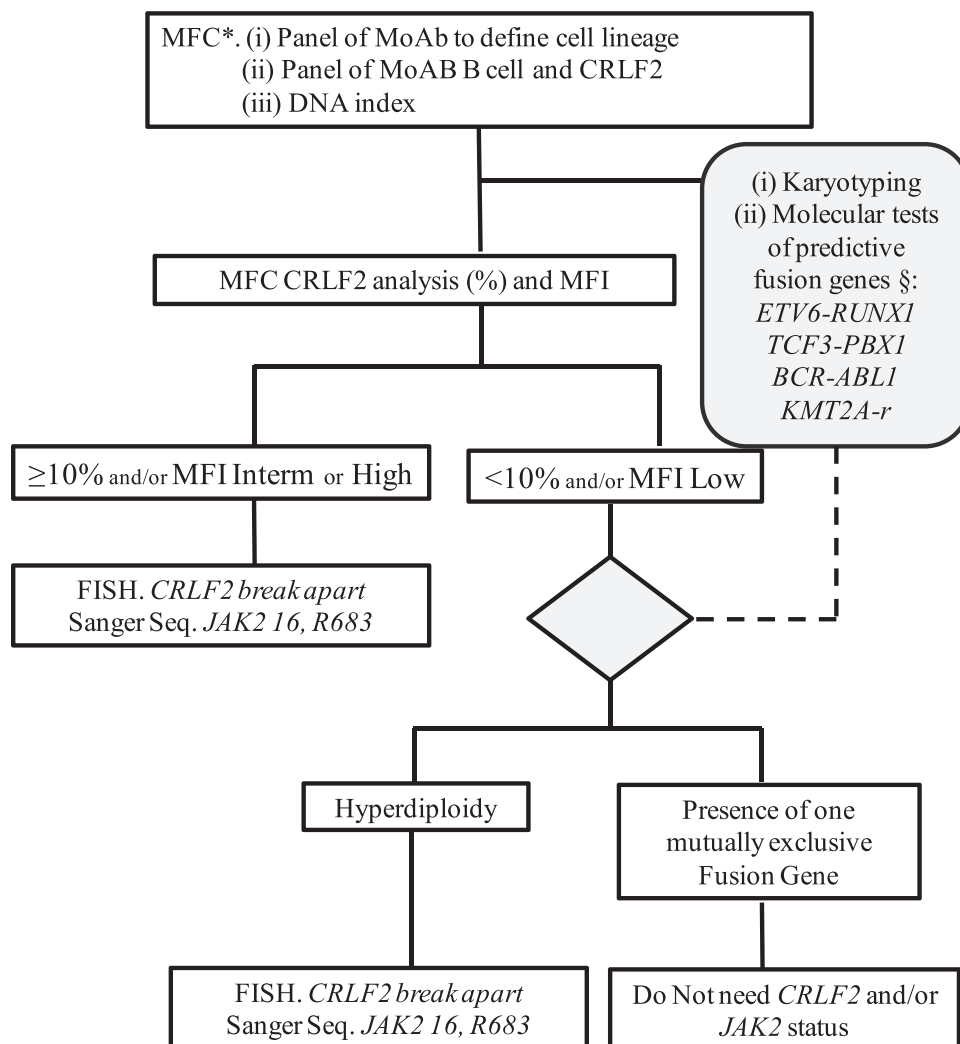 MFC*. (i) Panel of MoAb to define cell lineage
(ii) Panel of MoAB B cell and CRLF2
(iii) DNA index
(i) Karyotyping
(ii) Molecular tests
of predictive
fusion genes §:
ETV6-RUNX1
TCF3-PBX1
BCR-ABL1
KMT2A-r
MFC CRLF2 analysis (%) and MFI
≥10% and/or MFI Interm or High
<10% and/or MFI Low
FISH. CRLF2 break apart
Sanger Seq. JAK2 16, R683
Hyperdiploidy
Presence of one
mutually exclusive
Fusion Gene
FISH. CRLF2 break apart
Sanger Seq. JAK2 16, R683
Do Not need CRLF2 and/or
JAK2 status